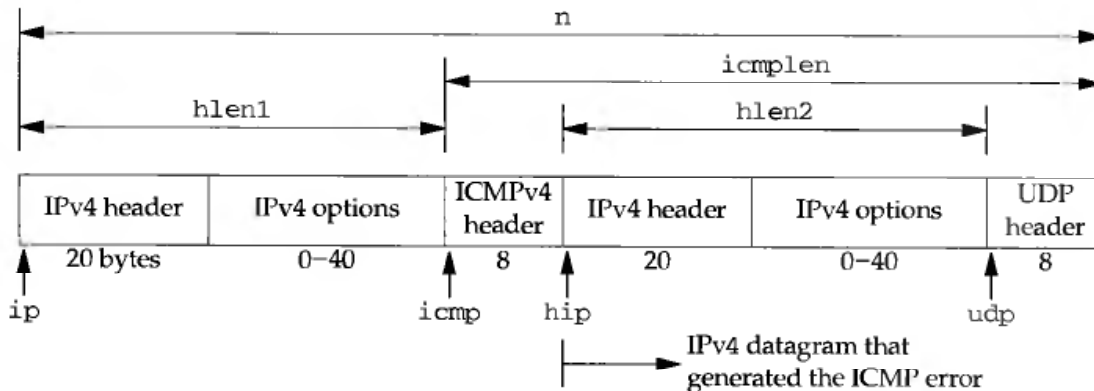 n
icmplen
hlen1
hlen2
IPv4 header
IPv4 options
ICMPv4
header
IPv4 header
IPv4 options
UDP
header
20 bytes
0−40
8
20
0−40
8
ip
icmp
hip
udp
IPv4 datagram that
generated the ICMP error